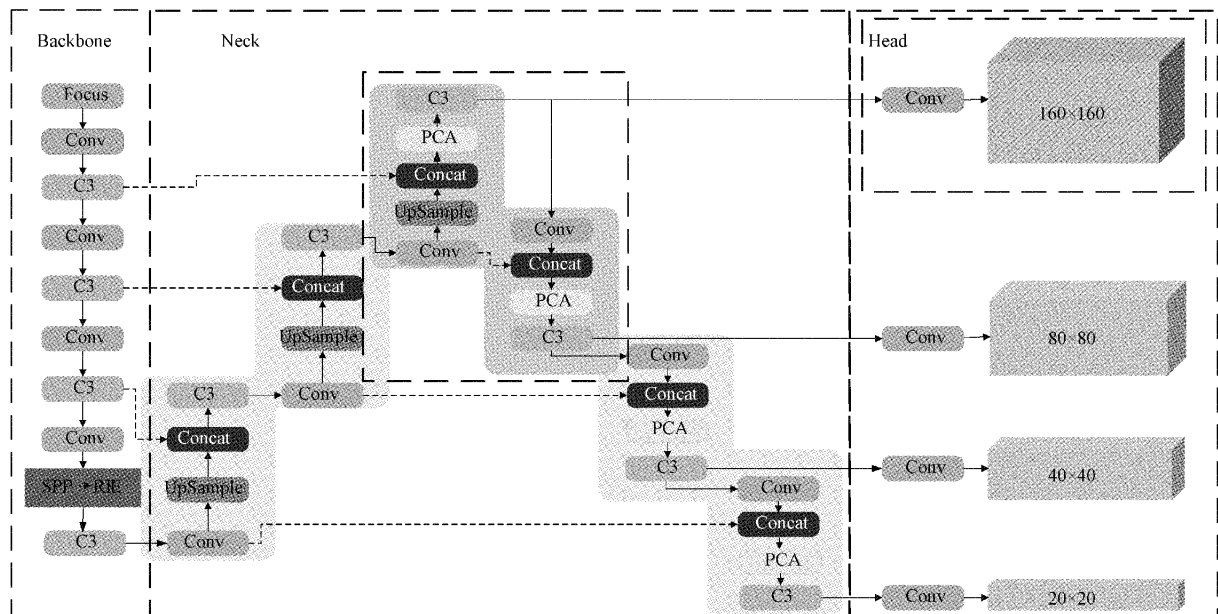 Backbone
Focus
Conv
C3
Conv
C3
Conv
C3
Conv
SPP→RIE
C3
Neck
C3
Concat
UpSample
Conv
C3
Concat
UpSample
Conv
C3
PCA
Concat
UpSample
Conv
Conv
Concat
PCA
C3
Conv
Concat
PCA
C3
Conv
Concat
PCA
C3
Head
Conv
160×160
Conv
80×80
Conv
40×40
Conv
20×20